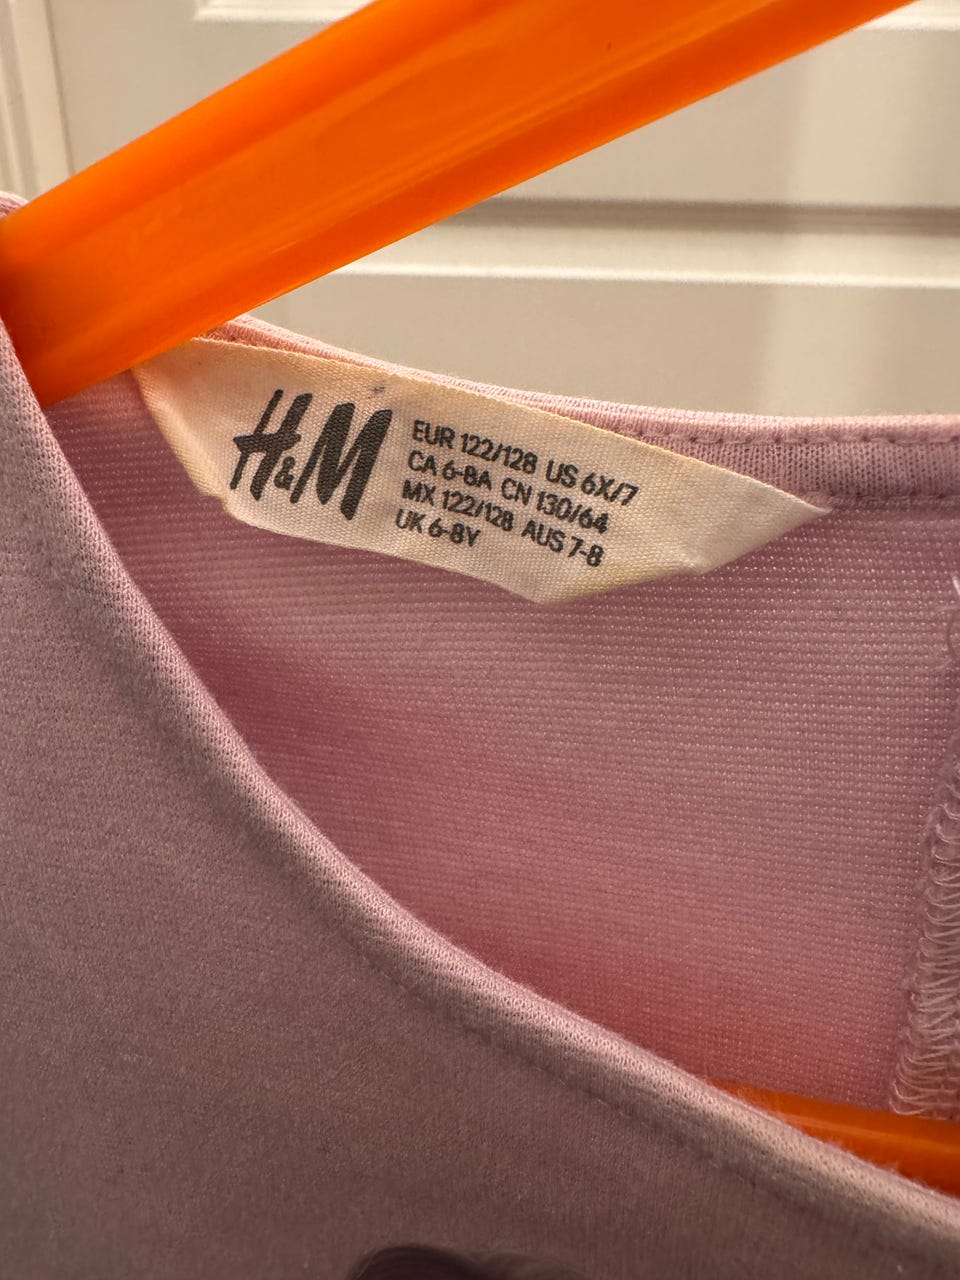 H&M
EUR 122/128 US 6X/7
CA 6-8A CN 130/64
MX 122/128 AUS 7-8
UK 6-8Y